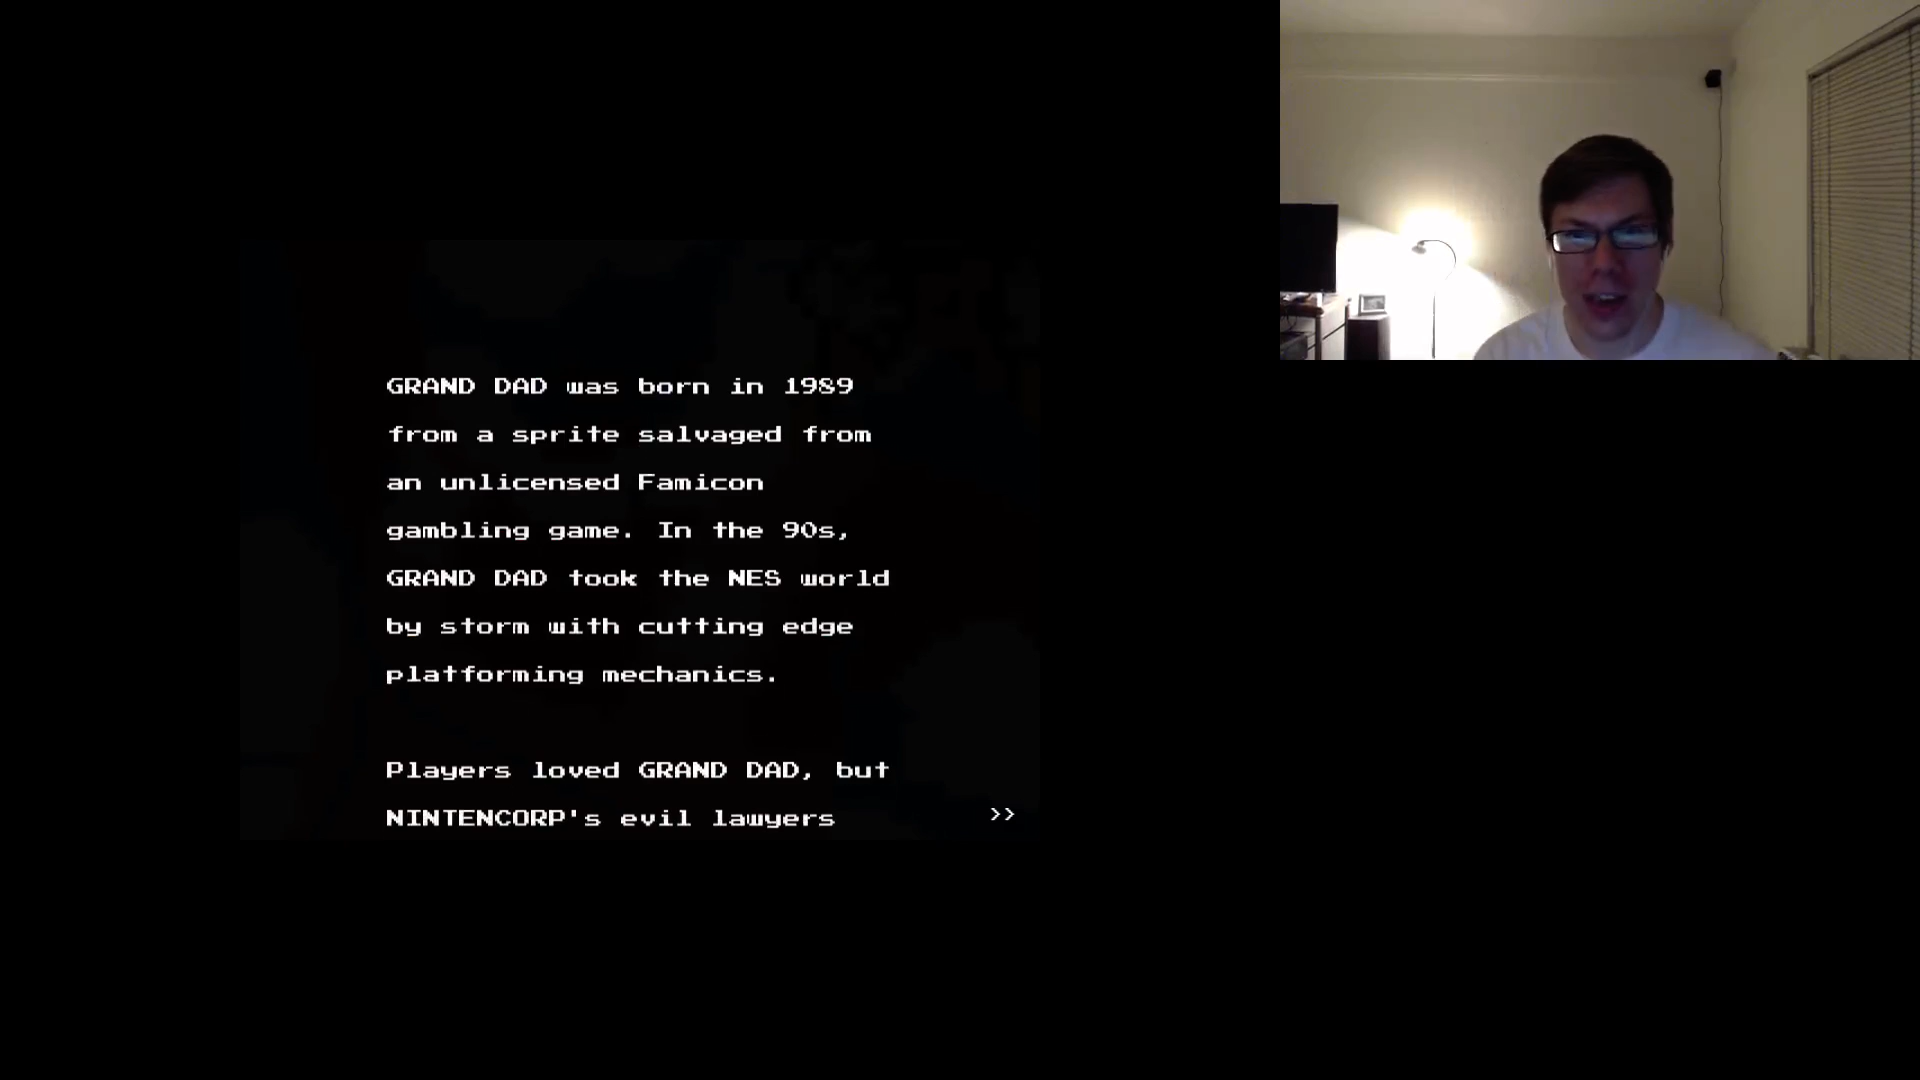 GRAND DAD was born in 1989
from a sprite salvaged from
an unlicensed Famicon
gambling game. In the 90s,
GRAND DAD took the NES world
by storm with cutting edge
platforming mechanics.
Players loved GRAND DAD, but
NINTENCORP's evil lawyers >>